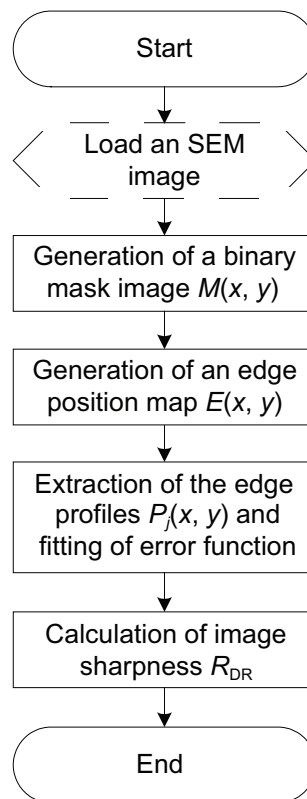 Start
Load an SEM
image
Generation of a binary
mask image M(x, y)
Generation of an edge
position map E(x, y)
Extraction of the edge
profiles Pj(x, y) and
fitting of error function
Calculation of image
sharpness RDR
End